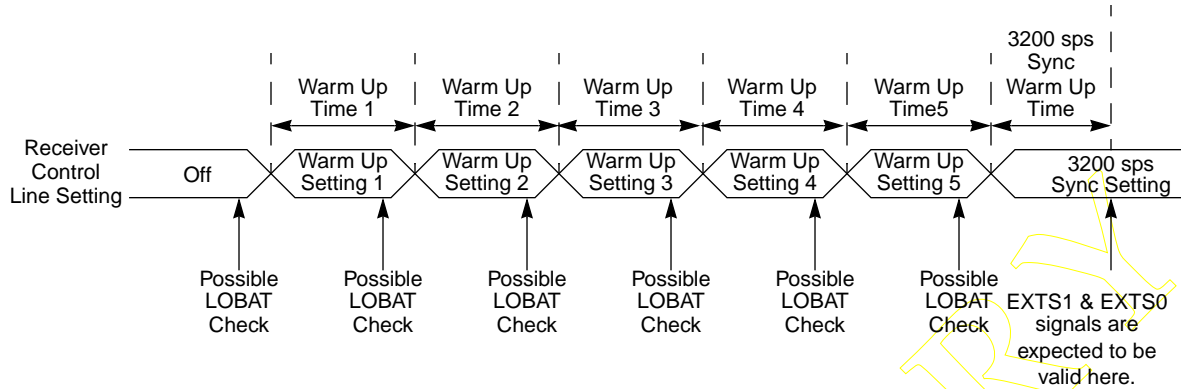 3200 sps
Sync
Warm Up
Time 1
Warm Up
Time 2
Warm Up
Time 3
Warm Up
Time 4
Warm Up
Time5
Warm Up
Time
Receiver
Control
Line Setting
Off
Warm Up
Setting 1
Warm Up
Setting 2
Warm Up
Setting 3
Warm Up
Setting 4
Warm Up
Setting 5
3200 sps
Sync Setting
Possible
LOBAT
Check
Possible
LOBAT
Check
Possible
LOBAT
Check
Possible
LOBAT
Check
Possible
LOBAT
Check
Possible
LOBAT
Check
EXTS1 & EXTS0
signals are
expected to be
valid here.
R Y